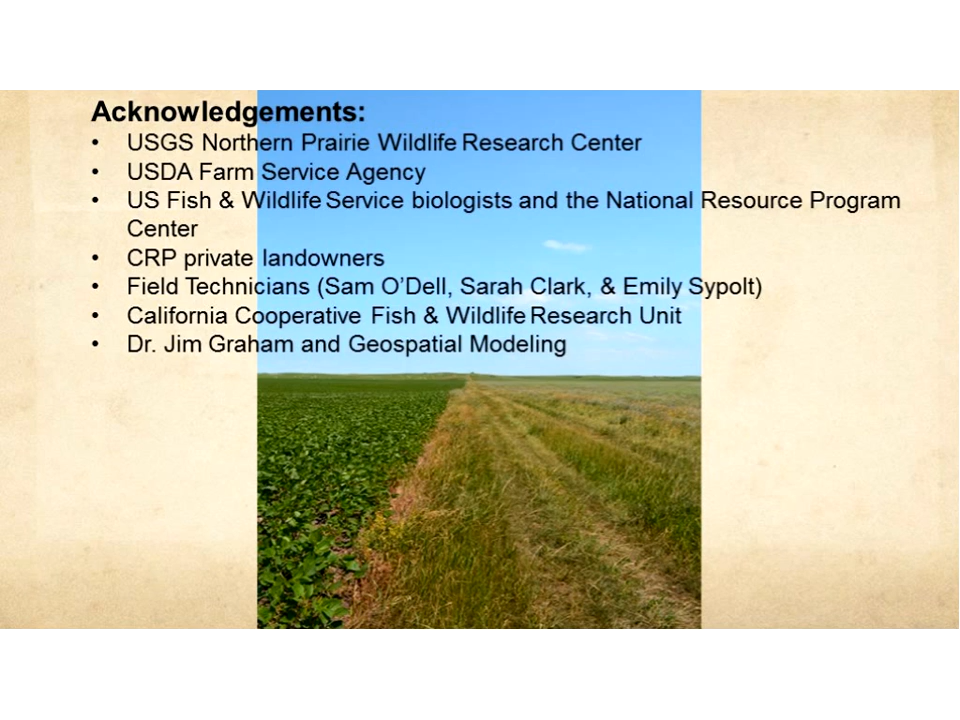 Acknowledgements:
• USGS Northern Prairie Wildlife Research Center
• USDA Farm Service Agency
• US Fish & Wildlife Service biologists and the National Resource Program
Center
• CRP private landowners
• Field Technicians (Sam O’Dell, Sarah Clark, & Emily Sypolt)
• California Cooperative Fish & Wildlife Research Unit
• Dr. Jim Graham and Geospatial Modeling